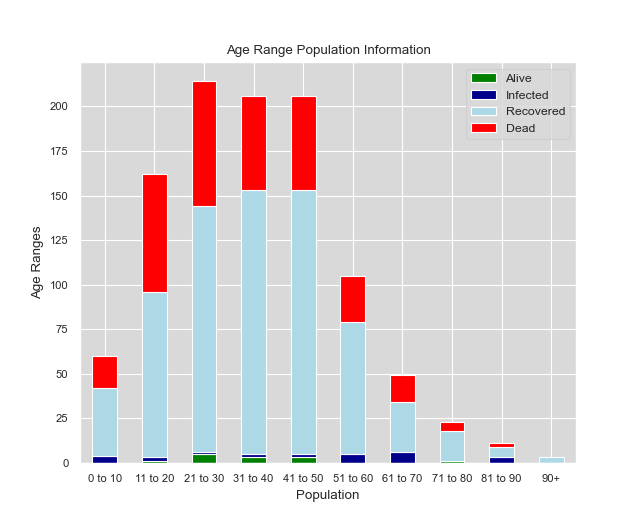 Age Range Population Information
Alive
Infected
Recovered
Dead
200
175
150
125
100
75
50
25
0
Age Ranges
0 to 10 11 to 20 21 to 30 31 to 40 41 to 50 51 to 60 61 to 70 71 to 80 81 to 90 90+
Population